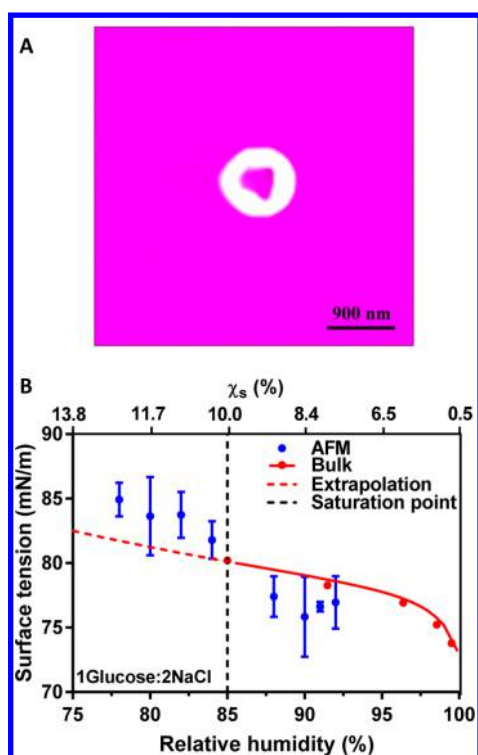 A
900 nm
B
χs (%)
13.8 11.7 10.0 8.4 6.5 0.5
90
85
80
75
70
Surface tension (mN/m)
AFM
Bulk
Extrapolation
Saturation point
1Glucose:2NaCl
75 80 85 90 95 100
Relative humidity (%)